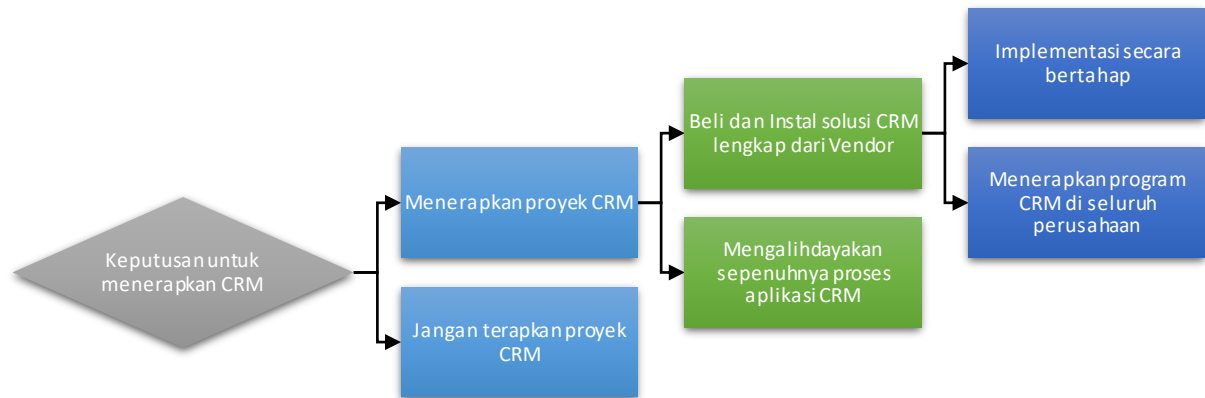 Keputusan untuk
menerapkan CRM
Menerapkan proyek CRM
Jangan terapkan proyek
CRM
Beli dan Instal solusi CRM
lengkap dari Vendor
Mengalihdayakan
sepenuhnya proses
aplikasi CRM
Implementasi secara
bertahap
Menerapkan program
CRM di seluruh
perusahaan